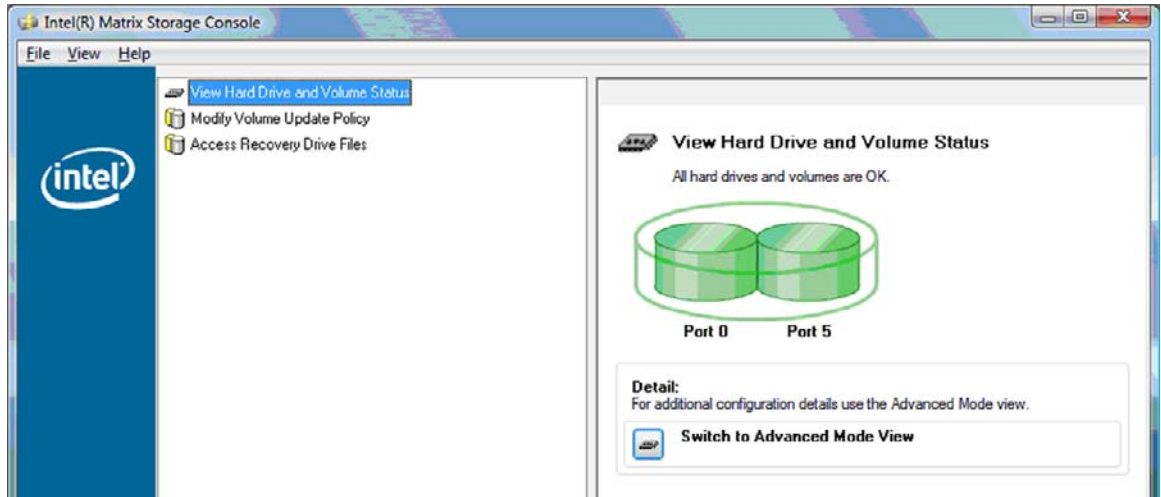 Intel(R) Matrix Storage Console
File View Help
View Hard Drive and Volume Status
Modify Volume Update Policy
Access Recovery Drive Files
intel
View Hard Drive and Volume Status
All hard drives and volumes are OK.
Port 0 Port 5
Detail:
For additional configuration details use the Advanced Mode view.
Switch to Advanced Mode View